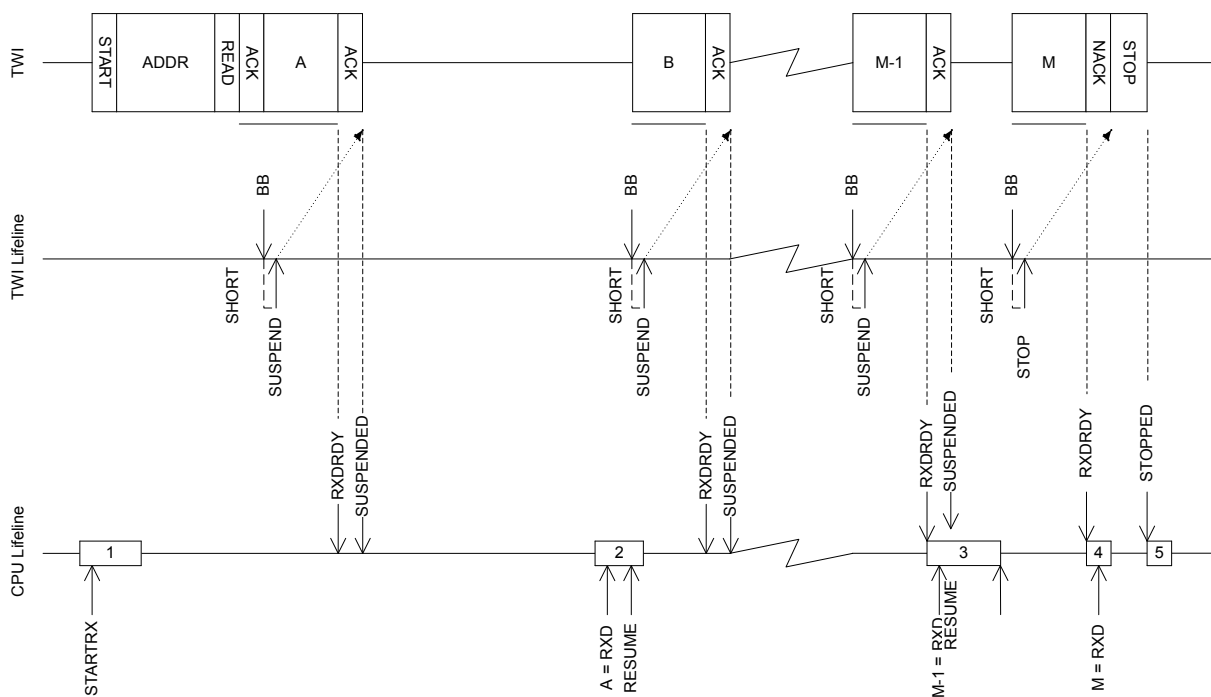 TWI
START
ADDR
READ
ACK
A
ACK
B
ACK
M-1
ACK
M
NACK
STOP
TWI Lifeline
BB
SHORT
SUSPEND
BB
SHORT
SUSPEND
BB
SHORT
SUSPEND
BB
SHORT
STOP
RXDRDY
SUSPENDED
RXDRDY
SUSPENDED
RXDRDY
SUSPENDED
RXDRDY
STOPPED
CPU Lifeline
1
2
3
4
5
STARTRX
A = RXD
RESUME
M-1 = RXD
RESUME
M = RXD